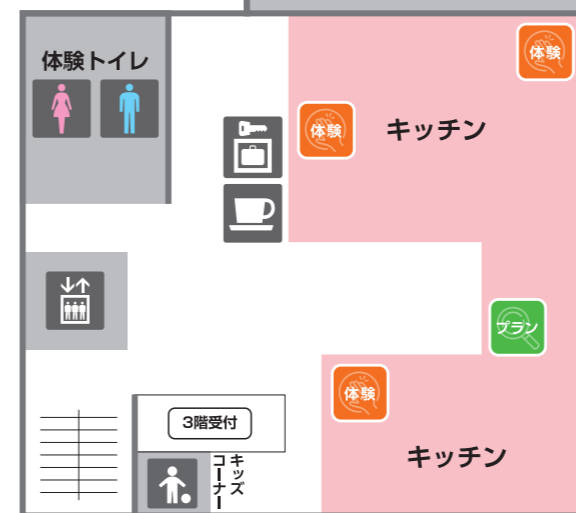 体験トイレ
体験
体験
キッチン
プラン
体験
3階受付
キッチン
キッズ
コーナー